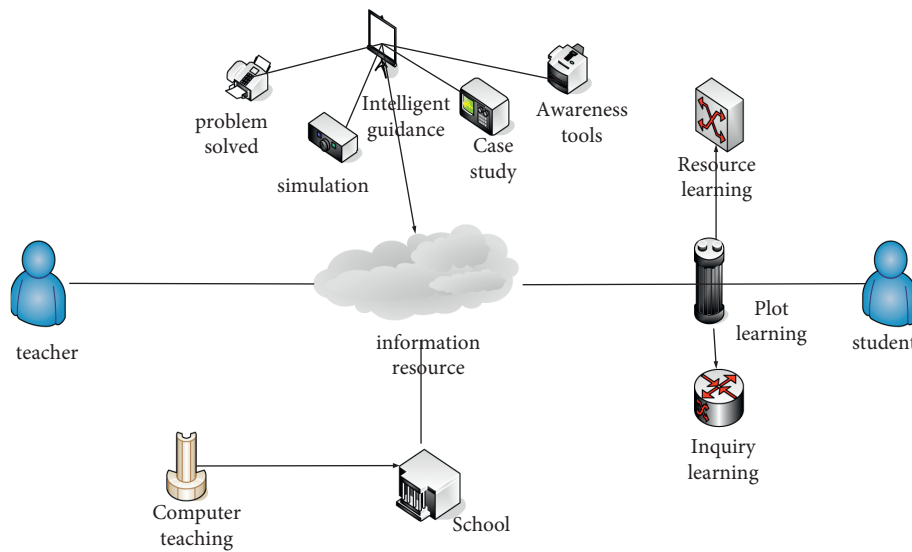 problem
solved
simulation
Intelligent
guidance
Case
study
Awareness
tools
Resource
learning
teacher
information
resource
Plot
learning
student
Inquiry
learning
Computer
teaching
School